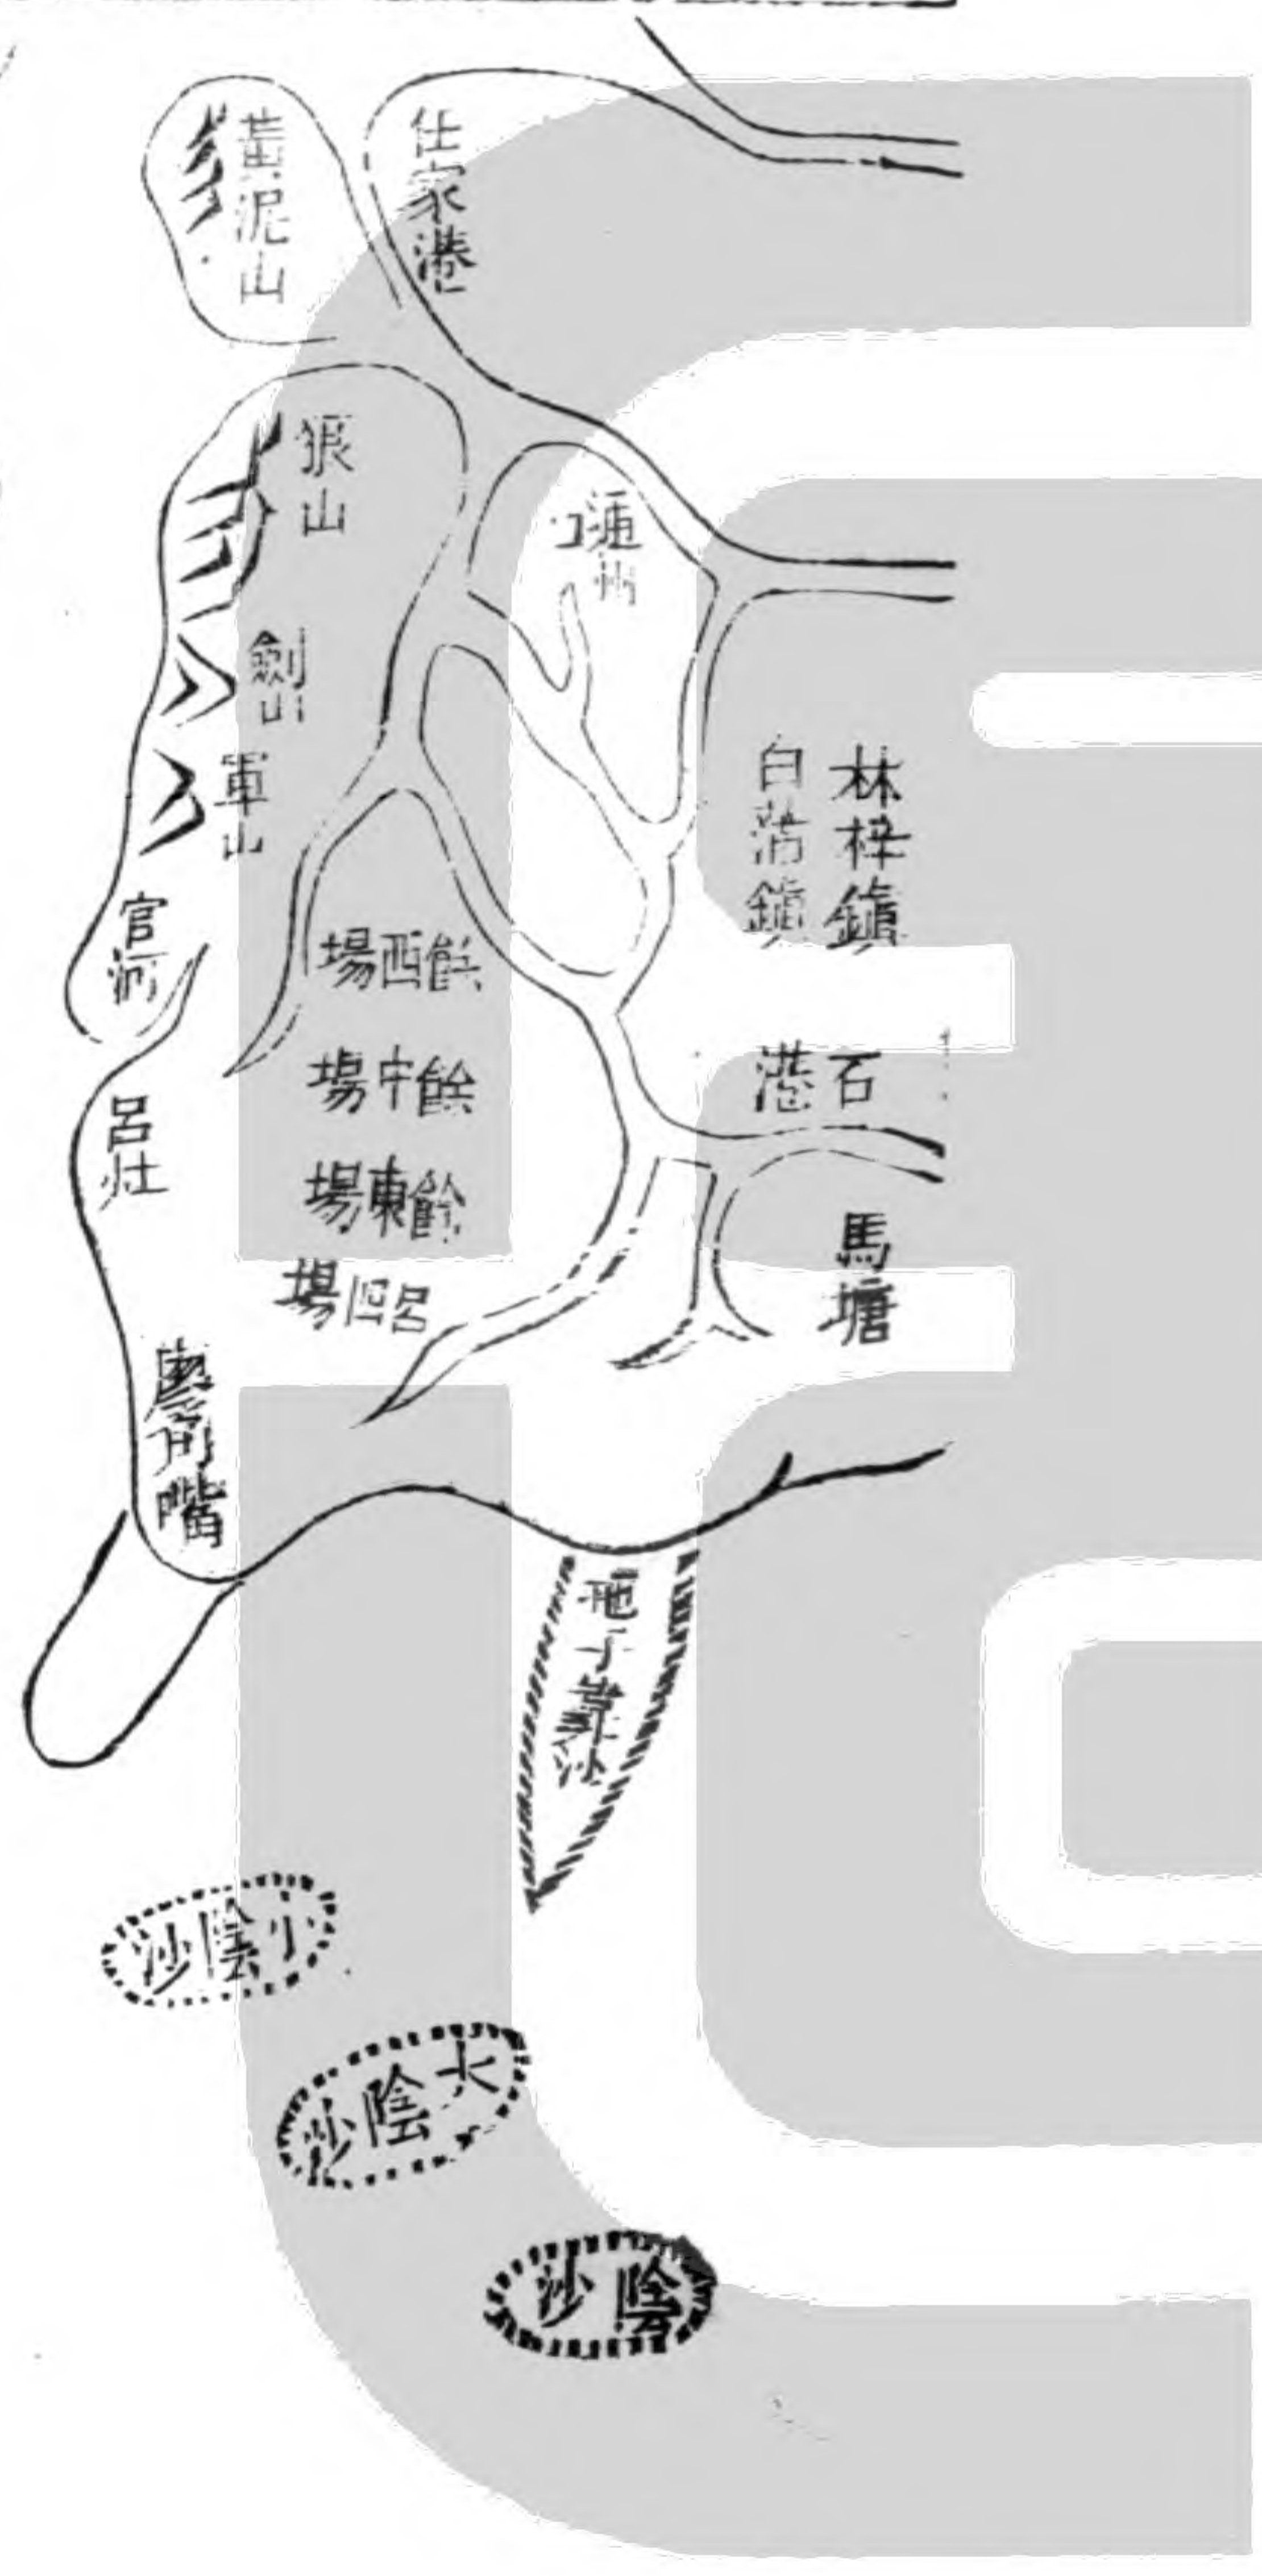 黃泥山
任家港
狼山
通州
劍山
軍山
林梓鎮
白蒲鎮
官河
餘西場
餘中場
石港
呂灶
餘東場
馬塘
呂四場
廖角嘴
沙
小陰沙
大陰沙
陰沙